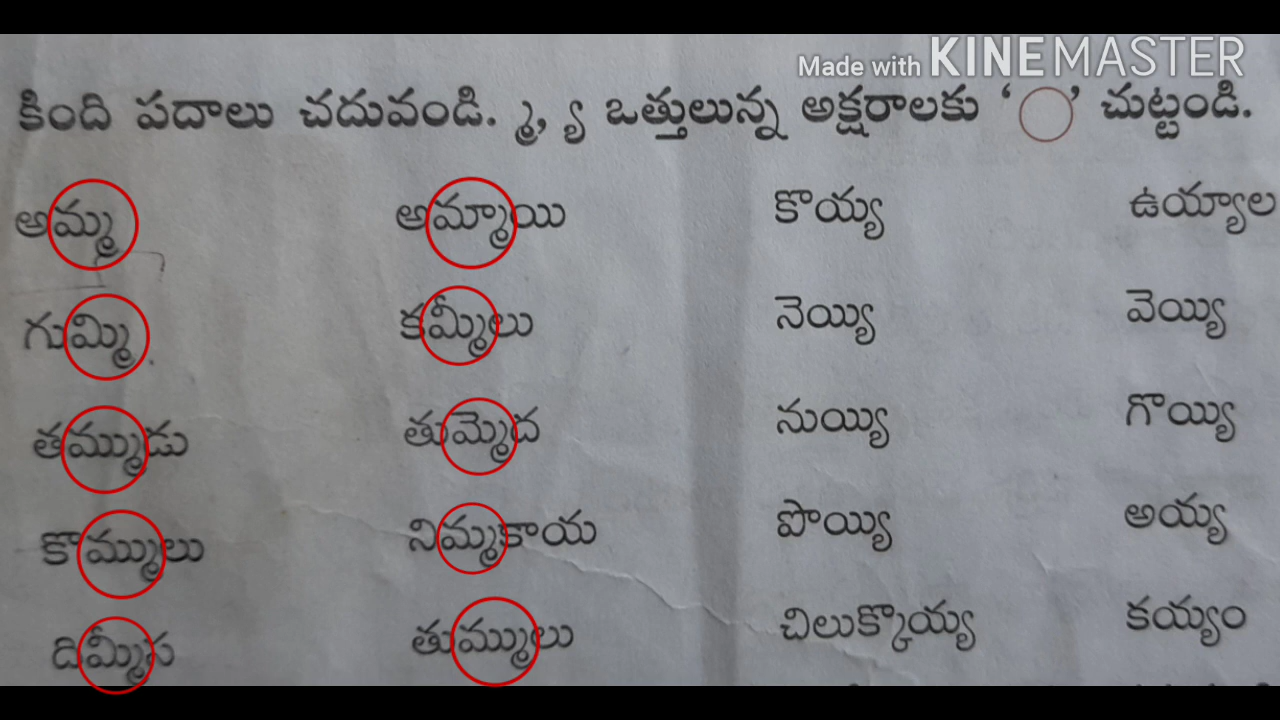 Made with KINEMASTER
కింది పదాలు చదువండి. ్మ, ్య ఒత్తులున్న అక్షరాలకు ‘○’ చుట్టండి.
అమ్మ అమ్మాయి కొయ్య ఉయ్యాల
గుమ్మి కమ్మీలు నెయ్యి వెయ్యి
తమ్ముడు తుమ్మెద నుయ్యి గొయ్యి
కొమ్ములు నిమ్మకాయ పొయ్యి అయ్య
దిమ్మీస తుమ్ములు చిలుక్కొయ్య కయ్యం